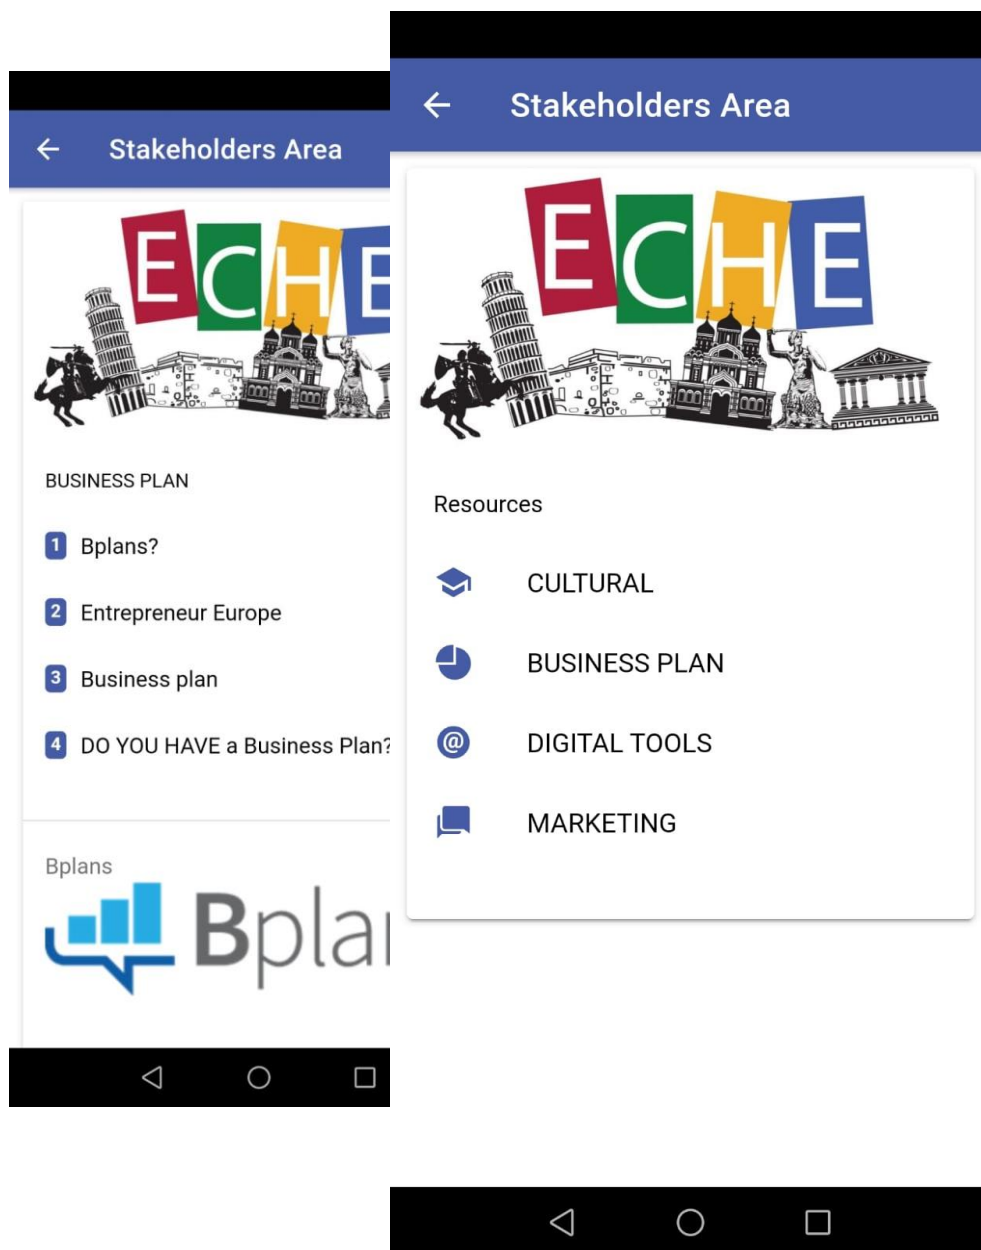 Stakeholders Area
ECHE
BUSINESS PLAN
1 Bplans?
2 Entrepreneur Europe
3 Business plan
4 DO YOU HAVE a Business Plan?
Bplans
Bpla
Stakeholders Area
ECHE
Resources
CULTURAL
BUSINESS PLAN
@ DIGITAL TOOLS
MARKETING